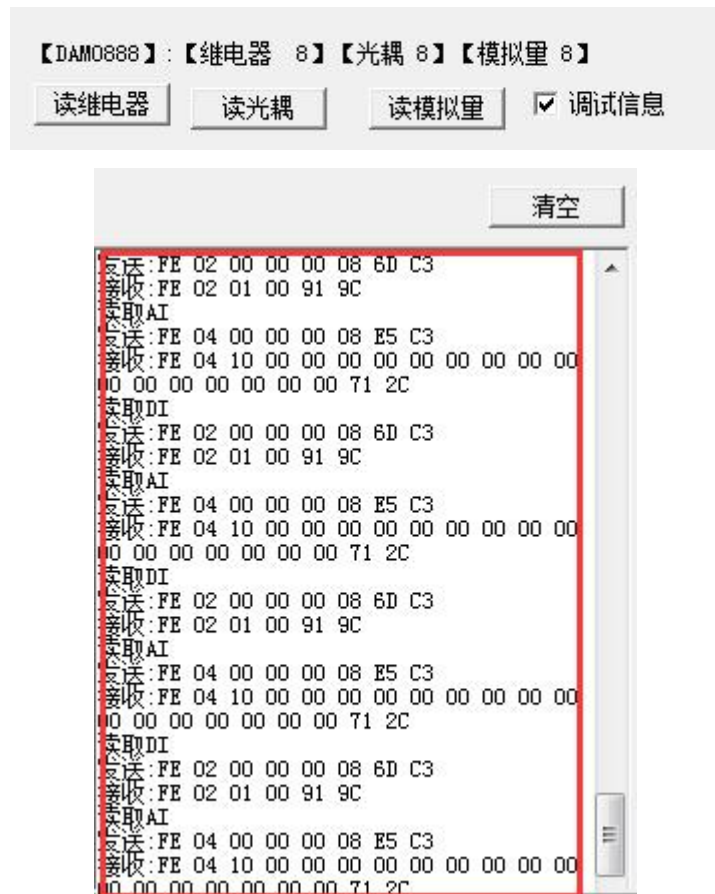 【DAM0888】:【继电器 8】【光耦 8】【模拟量 8】
读继电器 读光耦 读模拟量 调试信息
清空
发送:FE 02 00 00 00 08 6D C3
接收:FE 02 01 00 91 9C
读取AI
发送:FE 04 00 00 00 08 E5 C3
接收:FE 04 10 00 00 00 00 00 00 00 00 00
00 00 00 00 00 00 00 71 2C
读取DI
发送:FE 02 00 00 00 08 6D C3
接收:FE 02 01 00 91 9C
读取AI
发送:FE 04 00 00 00 08 E5 C3
接收:FE 04 10 00 00 00 00 00 00 00 00 00
00 00 00 00 00 00 00 71 2C
读取DI
发送:FE 02 00 00 00 08 6D C3
接收:FE 02 01 00 91 9C
读取AI
发送:FE 04 00 00 00 08 E5 C3
接收:FE 04 10 00 00 00 00 00 00 00 00 00
00 00 00 00 00 00 00 71 2C
读取DI
发送:FE 02 00 00 00 08 6D C3
接收:FE 02 01 00 91 9C
读取AI
发送:FE 04 00 00 00 08 E5 C3
接收:FE 04 10 00 00 00 00 00 00 00 00 00
00 00 00 00 00 00 00 71 2C